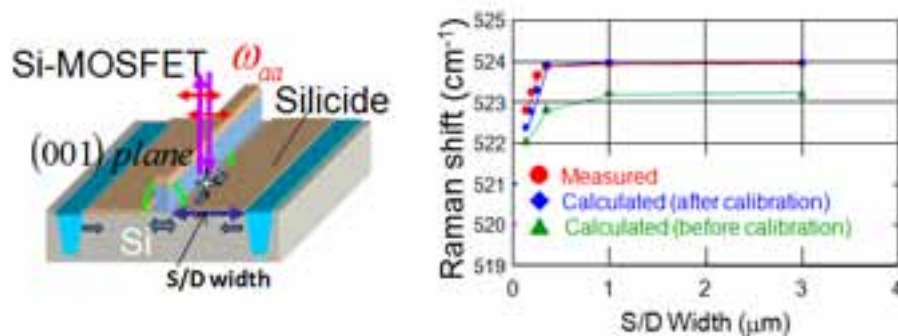 Si-MOSFET
ωaa
Silicide
(001) plane
Si
S/D width
Raman shift (cm-1)
525
524
523
522
521
520
519
Measured
Calculated (after calibration)
Calculated (before calibration)
0 1 2 3 4
S/D Width (μm)